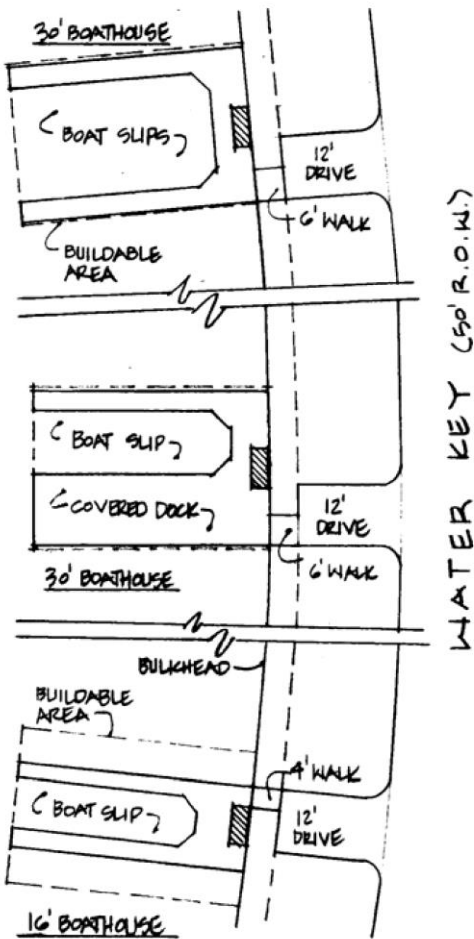 30' BOATHOUSE
BOAT SLIPS
12'
DRIVE
6' WALK
BUILDABLE
AREA
WATER KEY (50' R.O.W.)
BOAT SLIP
COVERED DOCK
12'
DRIVE
6' WALK
30' BOATHOUSE
BULKHEAD
BUILDABLE
AREA
4' WALK
BOAT SLIP
12'
DRIVE
16' BOATHOUSE